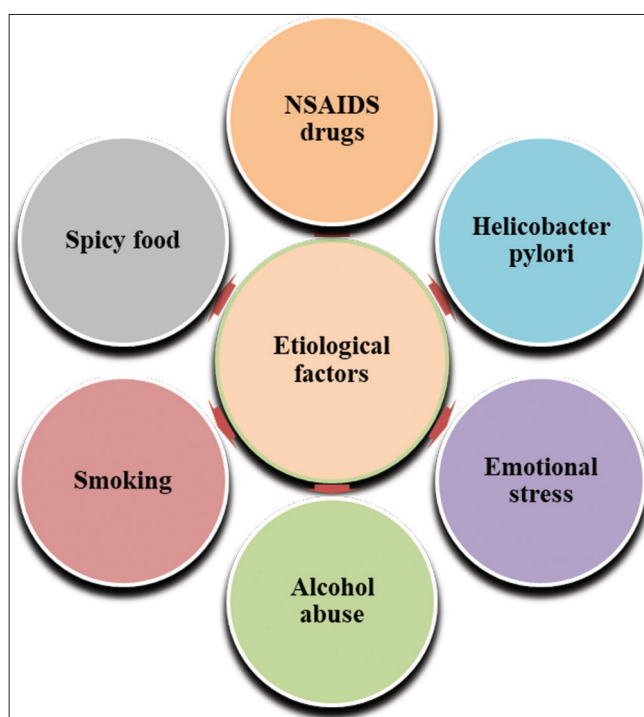 NSAIDS
drugs
Spicy food
Helicobacter
pylori
Etiological
factors
Smoking
Emotional
stress
Alcohol
abuse